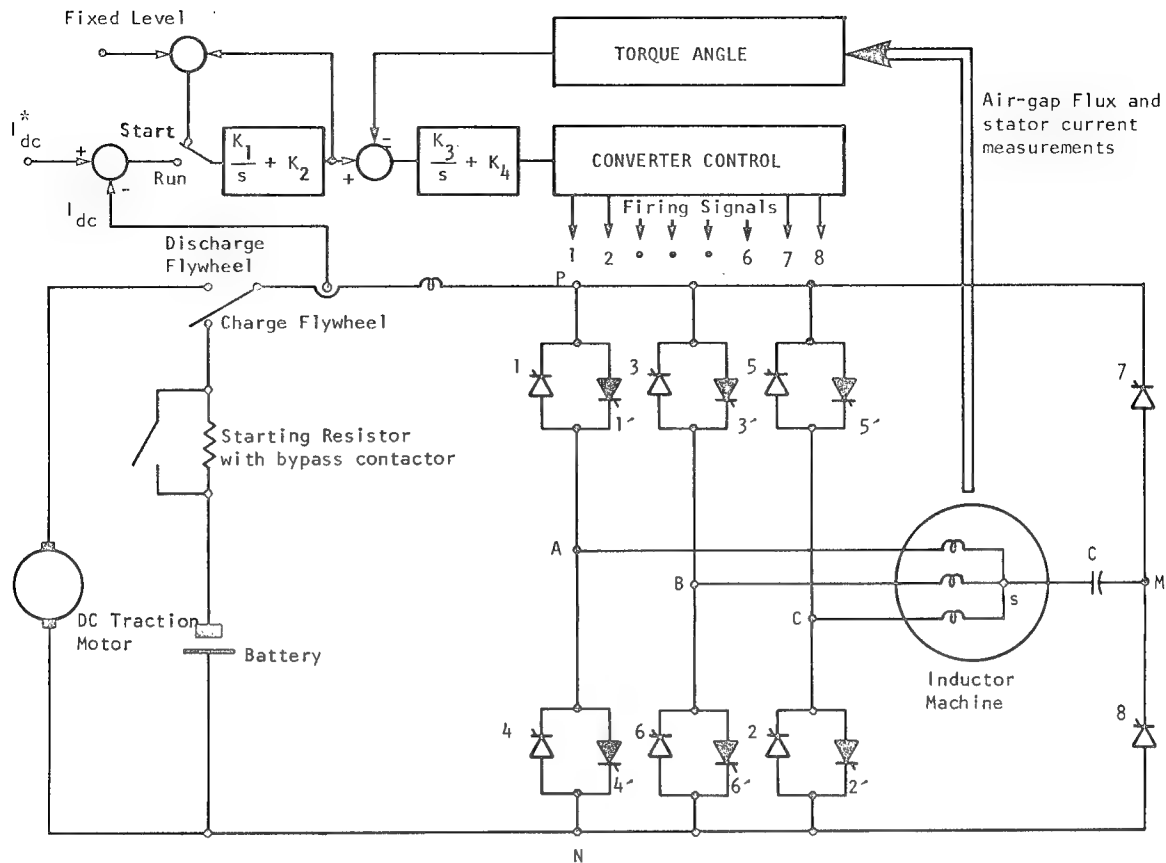 Fixed Level
TORQUE ANGLE
Air-gap Flux and
stator current
measurements
I*dc
+
-
Start
Run
K1/s + K2
+
-
K3/s + K4
CONVERTER CONTROL
Idc
Firing Signals
1 2 • • • 6 7 8
Discharge
Flywheel
P
Charge Flywheel
1
1´
3
3´
5
5´
7
Starting Resistor
with bypass contactor
A
B
C
s
C
M
DC Traction
Motor
Battery
Inductor
Machine
4
4´
6
6´
2
2´
8
N